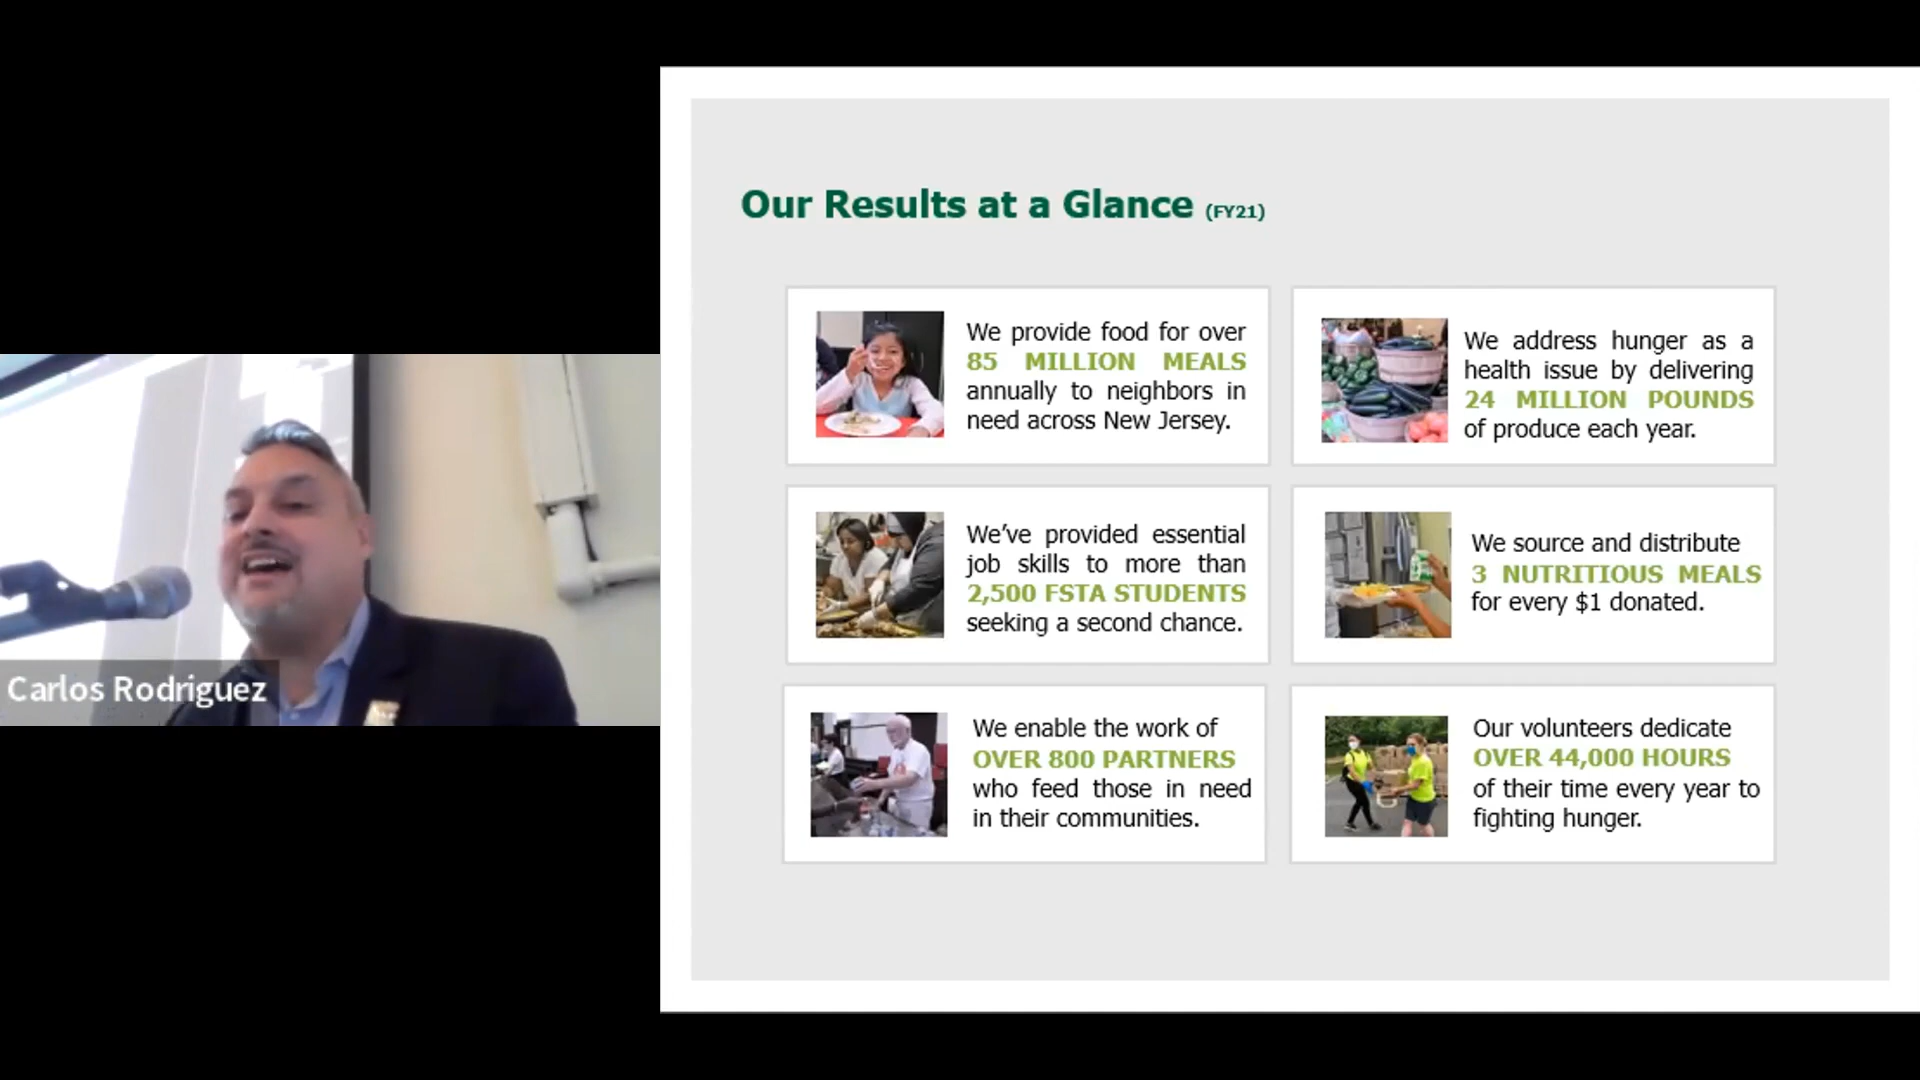 Our Results at a Glance (FY21)
We provide food for over
85 MILLION MEALS
annually to neighbors in
need across New Jersey.
We address hunger as a
health issue by delivering
24 MILLION POUNDS
of produce each year.
We’ve provided essential
job skills to more than
2,500 FSTA STUDENTS
seeking a second chance.
We source and distribute
3 NUTRITIOUS MEALS
for every $1 donated.
We enable the work of
OVER 800 PARTNERS
who feed those in need
in their communities.
Our volunteers dedicate
OVER 44,000 HOURS
of their time every year to
fighting hunger.
Carlos Rodriguez